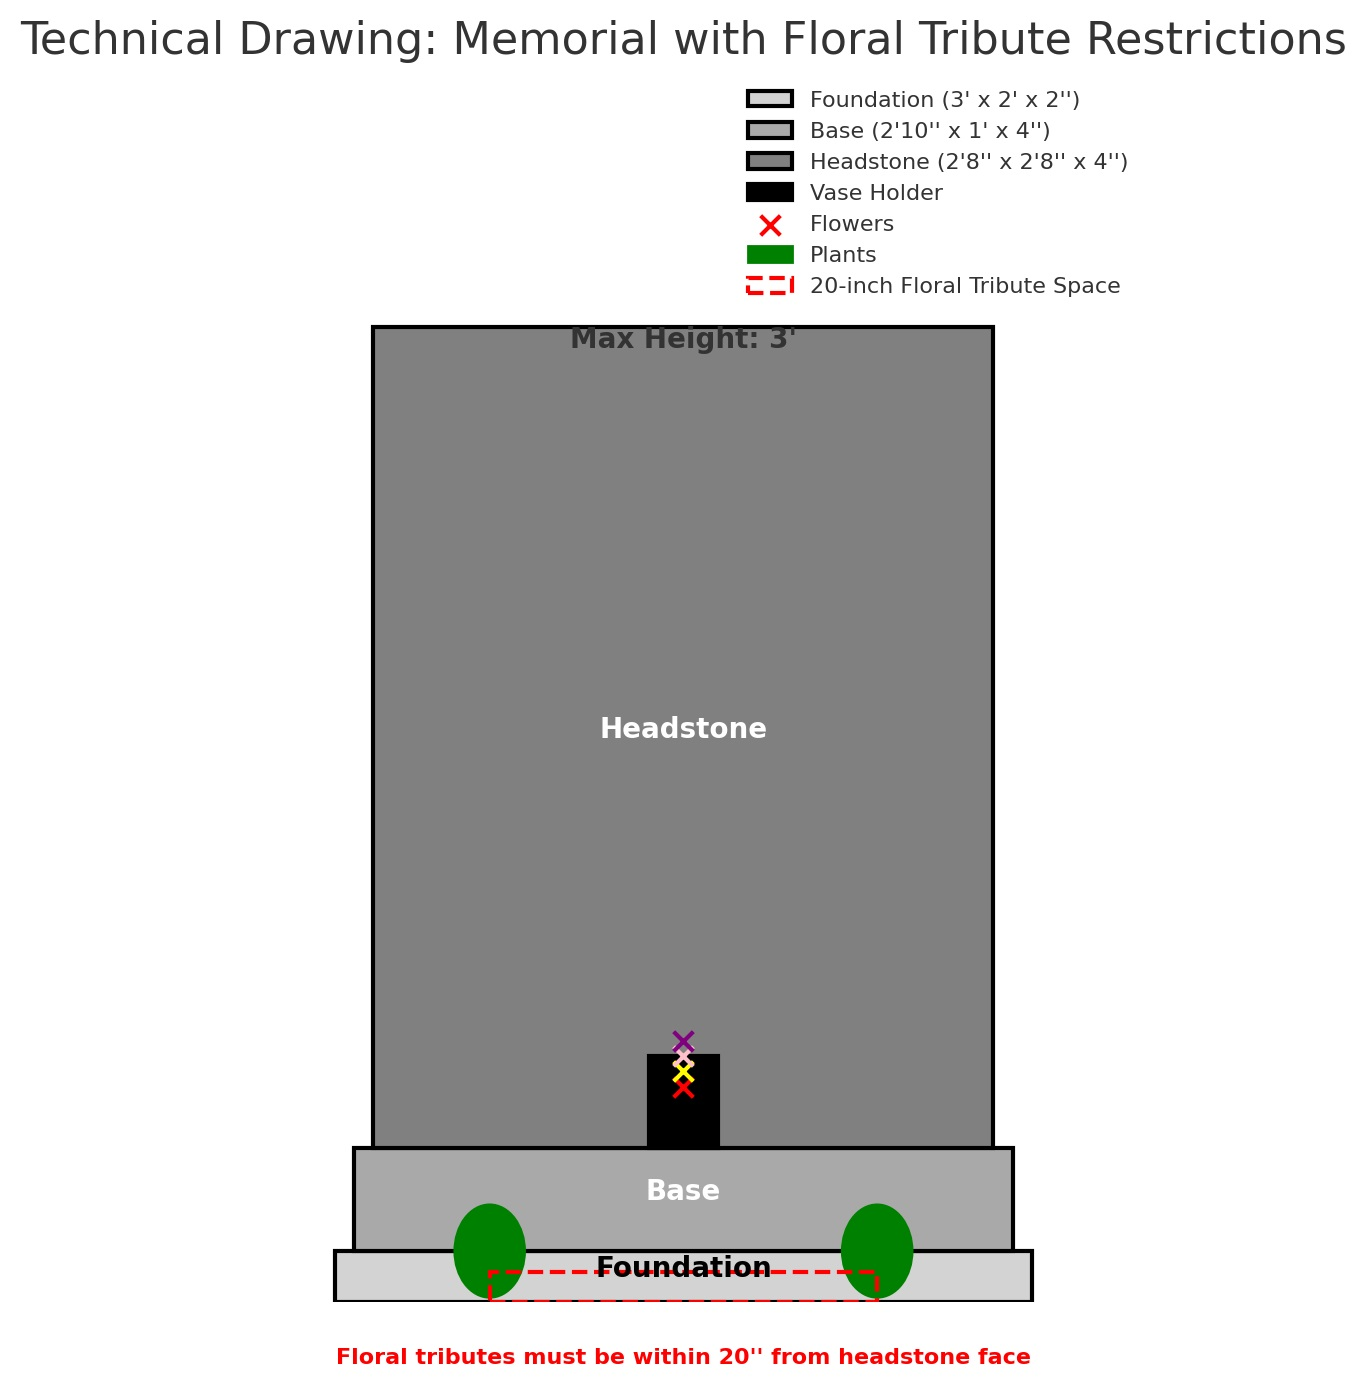 Technical Drawing: Memorial with Floral Tribute Restrictions
Foundation (3' x 2' x 2'')
Base (2'10'' x 1' x 4'')
Headstone (2'8'' x 2'8'' x 4'')
Vase Holder
Flowers
Plants
20-inch Floral Tribute Space
Max Height: 3'
Headstone
Base
Foundation
Floral tributes must be within 20'' from headstone face